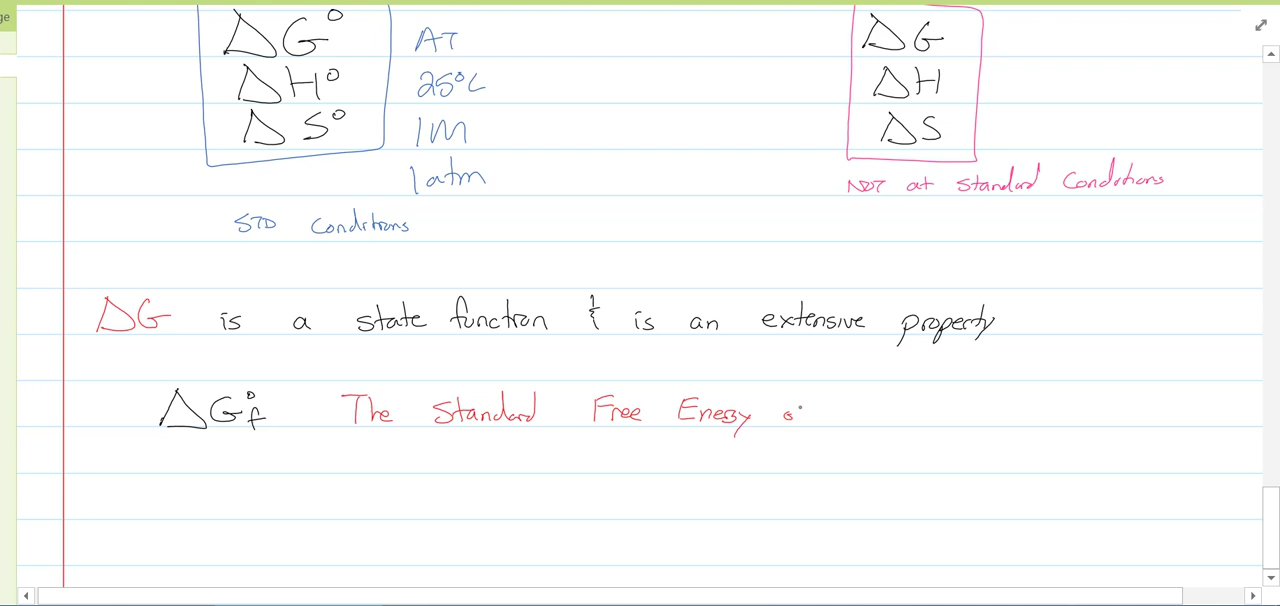 ge
ΔG° AT ΔG
ΔH° 25°C ΔH
ΔS° 1M ΔS
1atm NOT at Standard Conditions
STD Conditions
ΔG is a state function & is an extensive property
ΔG°f The Standard Free Energy